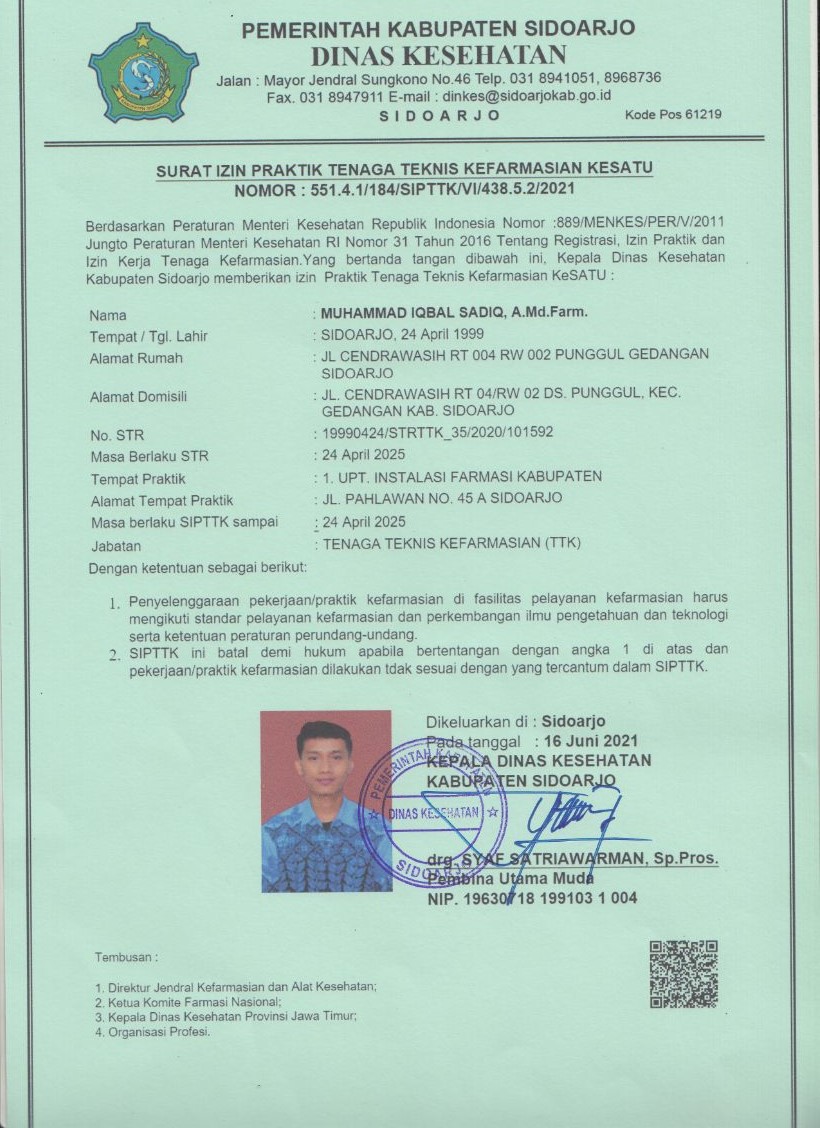 PEMERINTAH KABUPATEN SIDOARJO
DINAS KESEHATAN
Jalan : Mayor Jendral Sungkono No.46 Telp. 031 8941051, 8968736
Fax. 031 8947911 E-mail : dinkes@sidoarjokab.go.id
S I D O A R J O
Kode Pos 61219
SURAT IZIN PRAKTIK TENAGA TEKNIS KEFARMASIAN KESATU
NOMOR : 551.4.1/184/SIPTTK/VI/438.5.2/2021
Berdasarkan Peraturan Menteri Kesehatan Republik Indonesia Nomor :889/MENKES/PER/V/2011
Jungto Peraturan Menteri Kesehatan RI Nomor 31 Tahun 2016 Tentang Registrasi, Izin Praktik dan
Izin Kerja Tenaga Kefarmasian.Yang bertanda tangan dibawah ini, Kepala Dinas Kesehatan
Kabupaten Sidoarjo memberikan izin Praktik Tenaga Teknis Kefarmasian KeSATU :
Nama : MUHAMMAD IQBAL SADIQ, A.Md.Farm.
Tempat / Tgl. Lahir : SIDOARJO, 24 April 1999
Alamat Rumah : JL CENDRAWASIH RT 004 RW 002 PUNGGUL GEDANGAN
SIDOARJO
Alamat Domisili : JL. CENDRAWASIH RT 04/RW 02 DS. PUNGGUL, KEC.
GEDANGAN KAB. SIDOARJO
No. STR : 19990424/STRTTK_35/2020/101592
Masa Berlaku STR : 24 April 2025
Tempat Praktik : 1. UPT. INSTALASI FARMASI KABUPATEN
Alamat Tempat Praktik : JL. PAHLAWAN NO. 45 A SIDOARJO
Masa berlaku SIPTTK sampai : 24 April 2025
Jabatan : TENAGA TEKNIS KEFARMASIAN (TTK)
Dengan ketentuan sebagai berikut:
1. Penyelenggaraan pekerjaan/praktik kefarmasian di fasilitas pelayanan kefarmasian harus
mengikuti standar pelayanan kefarmasian dan perkembangan ilmu pengetahuan dan teknologi
serta ketentuan peraturan perundang-undang.
2. SIPTTK ini batal demi hukum apabila bertentangan dengan angka 1 di atas dan
pekerjaan/praktik kefarmasian dilakukan tdak sesuai dengan yang tercantum dalam SIPTTK.
Dikeluarkan di : Sidoarjo
Pada tanggal : 16 Juni 2021
KEPALA DINAS KESEHATAN
KABUPATEN SIDOARJO
PEMERINTAH KABUPATEN
DINAS KESEHATAN
SIDOARJO
drg. SYAF SATRIAWARMAN, Sp.Pros.
Pembina Utama Muda
NIP. 19630718 199103 1 004
Tembusan :
1. Direktur Jendral Kefarmasian dan Alat Kesehatan;
2. Ketua Komite Farmasi Nasional;
3. Kepala Dinas Kesehatan Provinsi Jawa Timur;
4. Organisasi Profesi.